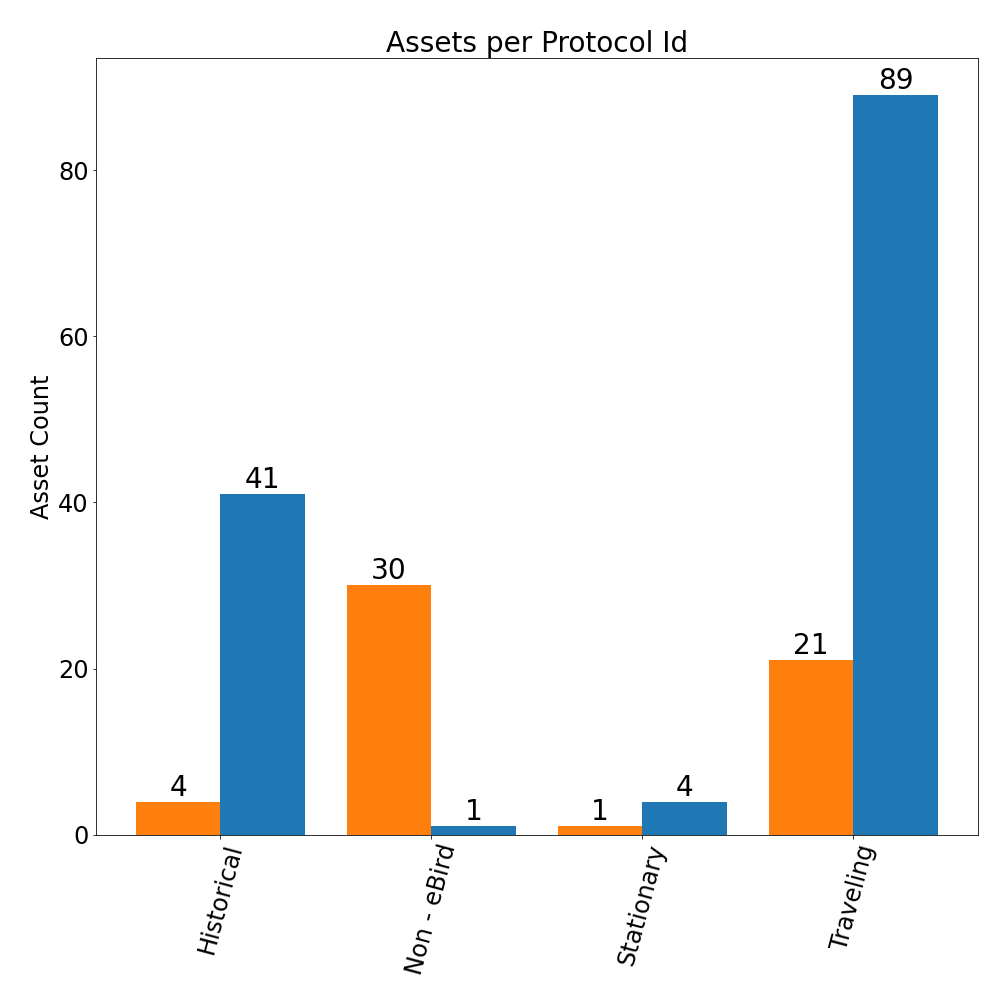 Assets per Protocol Id
89
80
60
Asset Count
41
40
30
21
20
4
1
1
4
0
Historical
Non - eBird
Stationary
Traveling